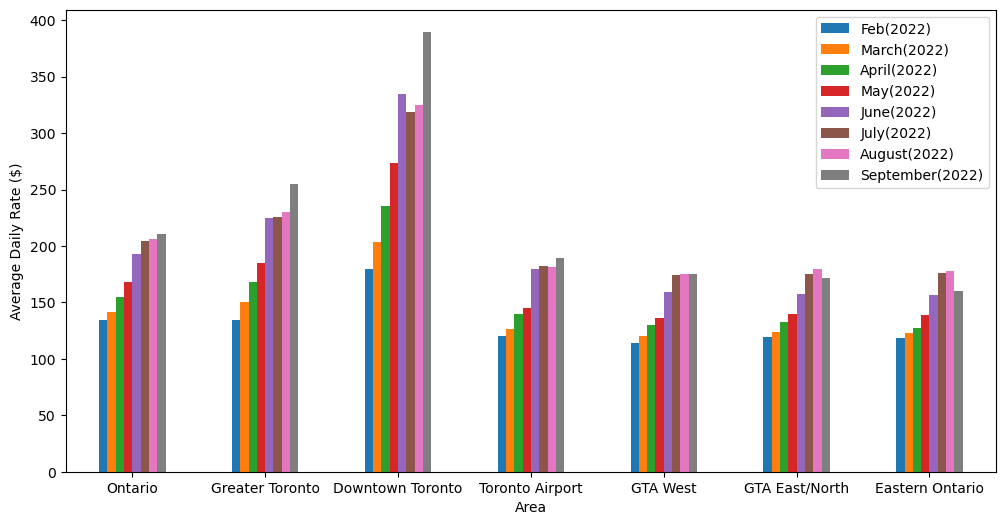 400
350
300
250
200
150
100
50
0
Average Daily Rate ($)
Feb(2022)
March(2022)
April(2022)
May(2022)
June(2022)
July(2022)
August(2022)
September(2022)
Ontario
Greater Toronto
Downtown Toronto
Toronto Airport
GTA West
GTA East/North
Eastern Ontario
Area